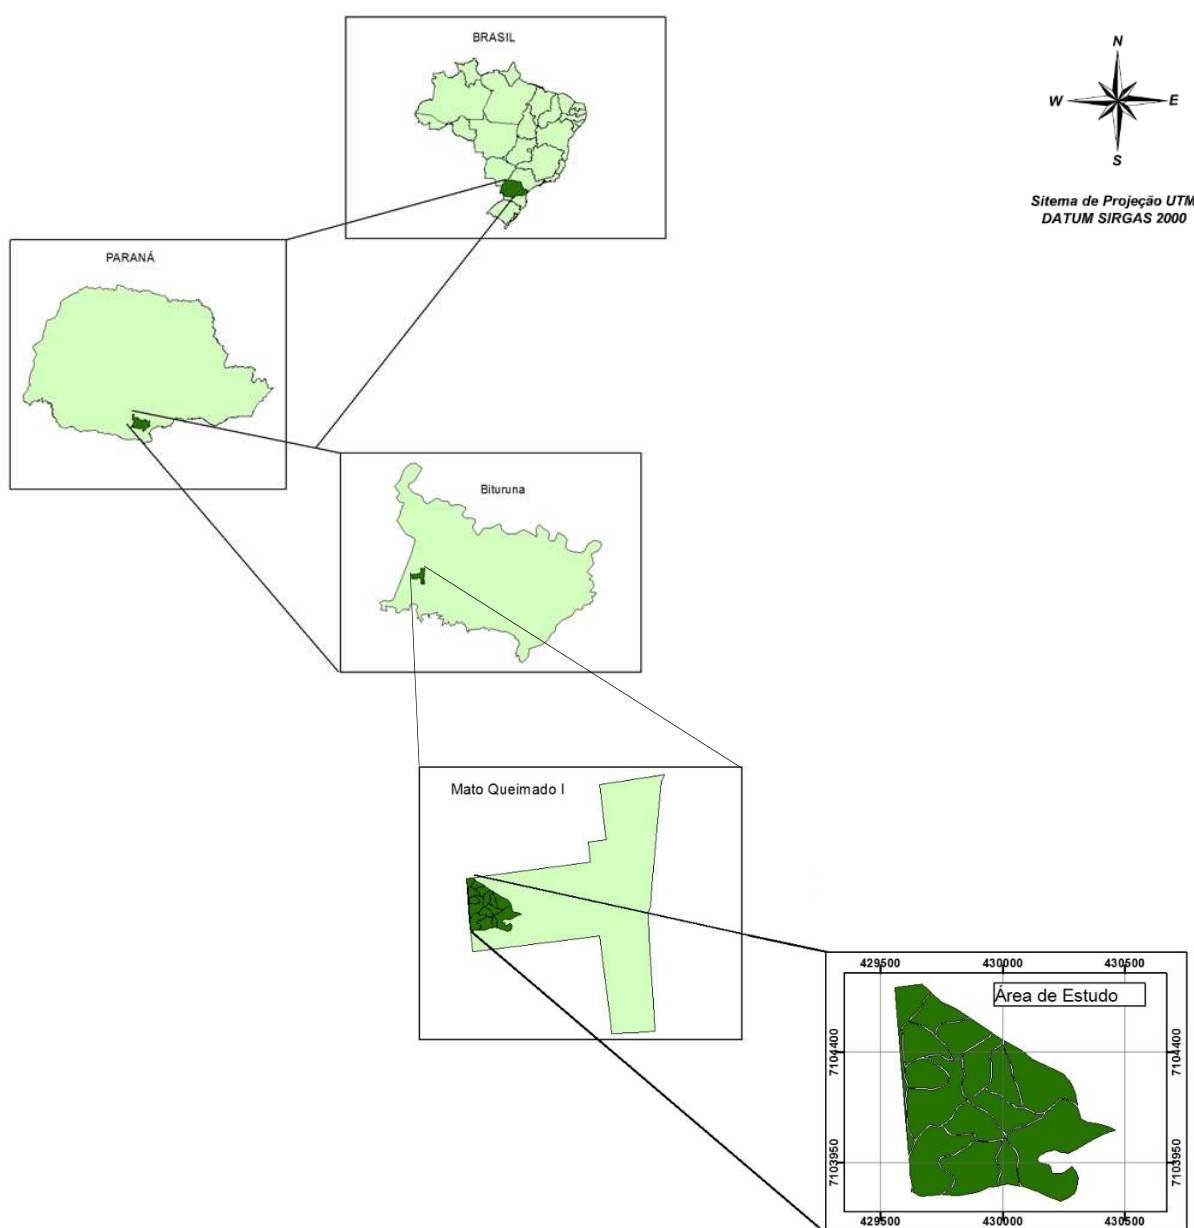 BRASIL
N
W
E
S
Sitema de Projeção UTM
DATUM SIRGAS 2000
PARANÁ
Bituruna
Mato Queimado I
429500 430000 430500
Área de Estudo
7104400 7104400
7103950 7103950
429500 430000 430500